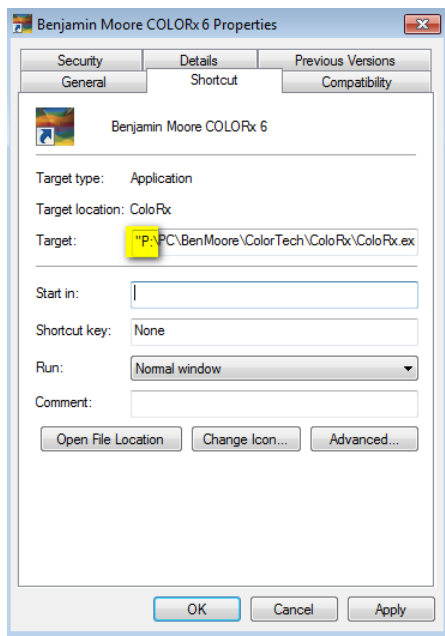 Benjamin Moore COLORx 6 Properties
Security Details Previous Versions
General Shortcut Compatibility
Benjamin Moore COLORx 6
Target type: Application
Target location: ColoRx
Target: "P:\PC\BenMoore\ColorTech\ColoRx\ColoRx.ex
Start in:
Shortcut key: None
Run: Normal window
Comment:
Open File Location Change Icon... Advanced...
OK Cancel Apply